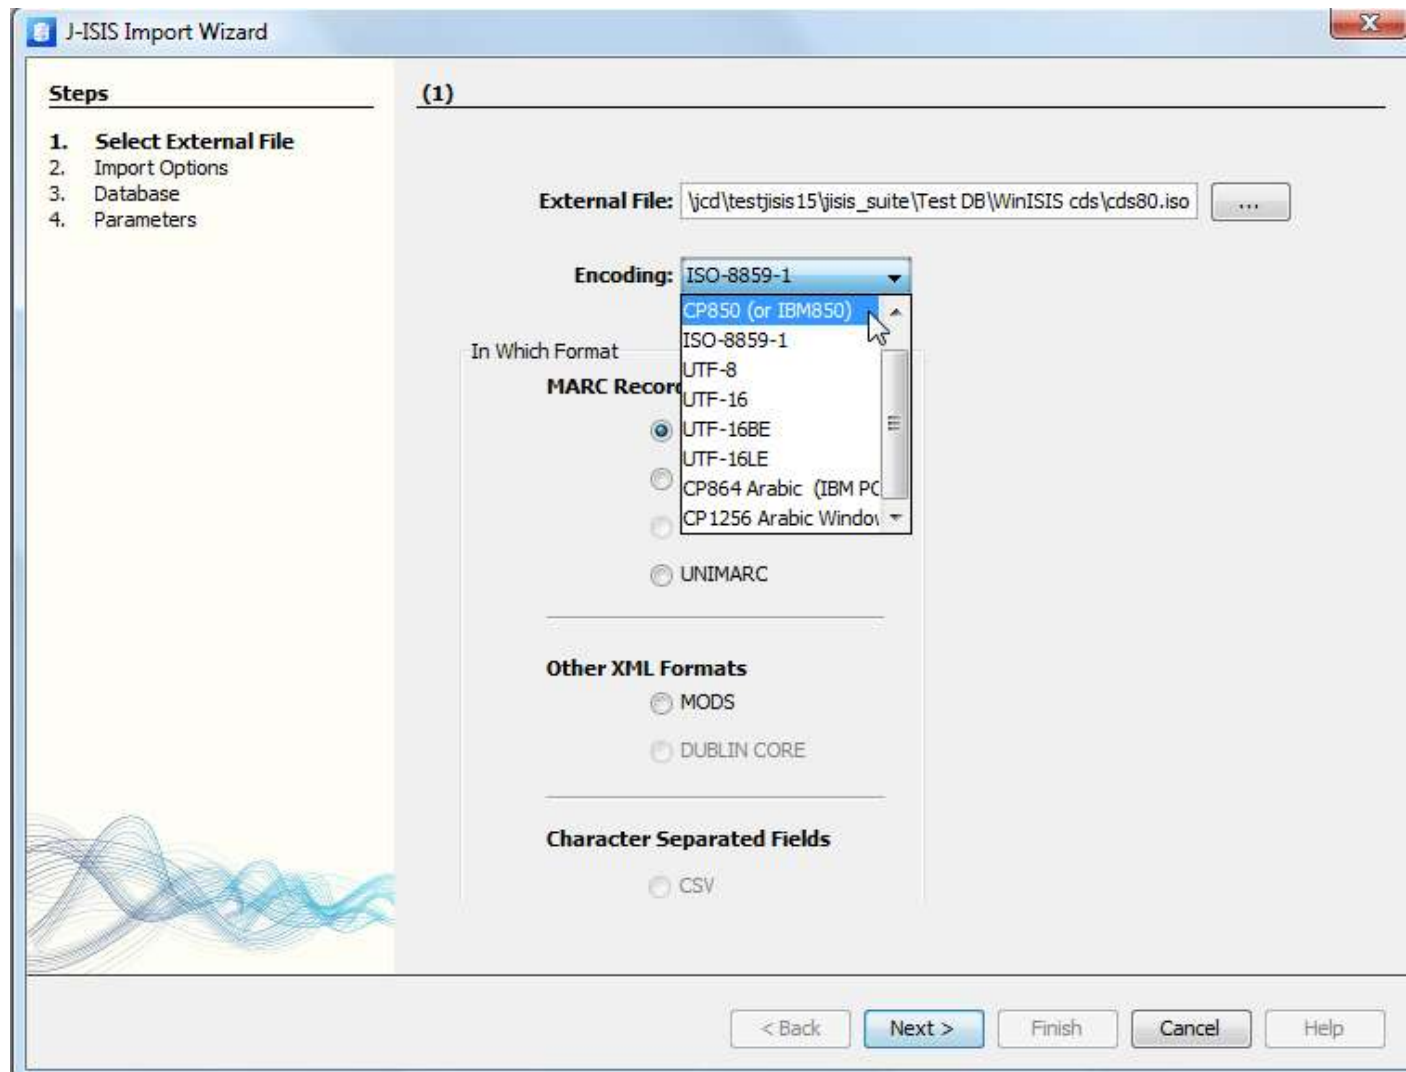 J-ISIS Import Wizard
Steps
1. Select External File
2. Import Options
3. Database
4. Parameters
(1)
External File: \jcd\testjisis15\jisis_suite\Test DB\WinISIS cds\cds80.iso ...
Encoding: ISO-8859-1
CP850 (or IBM850)
ISO-8859-1
UTF-8
UTF-16
UTF-16BE
UTF-16LE
CP864 Arabic (IBM PC
CP1256 Arabic Window
In Which Format
MARC Record
UNIMARC
Other XML Formats
MODS
DUBLIN CORE
Character Separated Fields
CSV
< Back Next > Finish Cancel Help